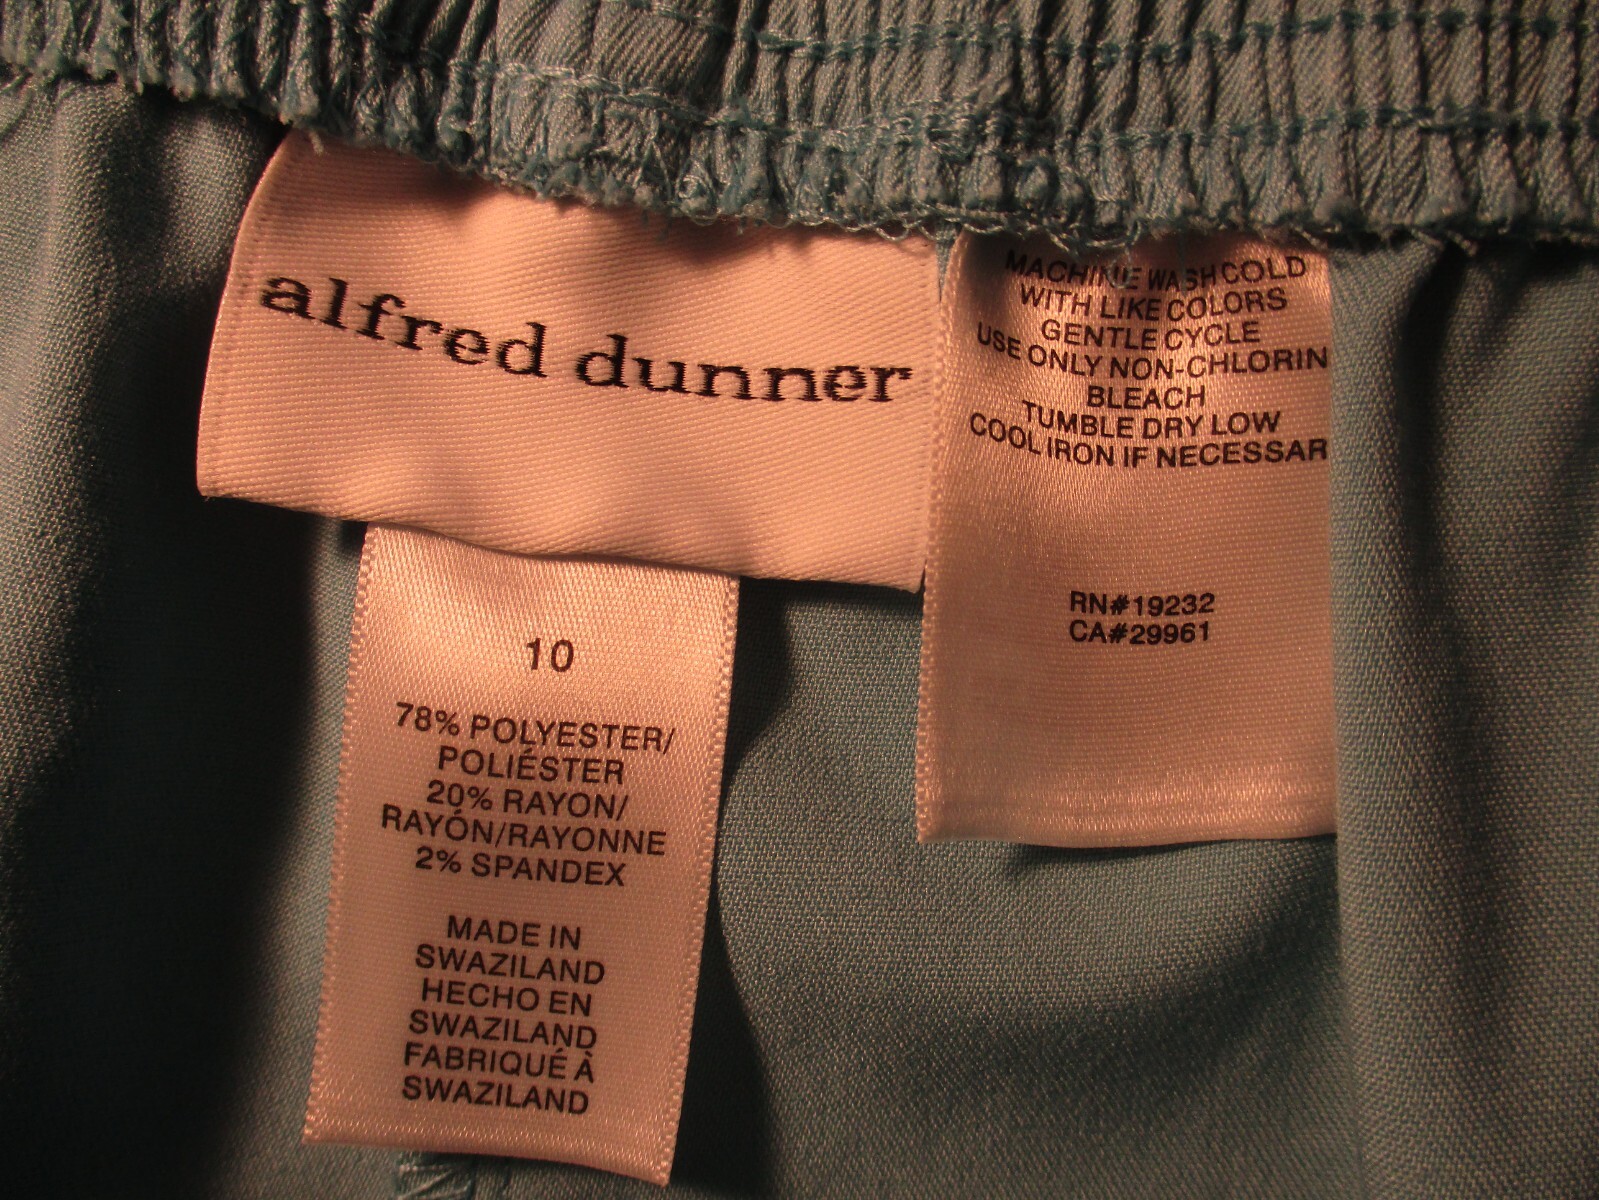 alfred dunner
10
78% POLYESTER/
POLIÉSTER
20% RAYON/
RAYÓN/RAYONNE
2% SPANDEX
MADE IN
SWAZILAND
HECHO EN
SWAZILAND
FABRIQUÉ À
SWAZILAND
MACHINE WASH COLD
WITH LIKE COLORS
GENTLE CYCLE
USE ONLY NON-CHLORIN
BLEACH
TUMBLE DRY LOW
COOL IRON IF NECESSAR
RN#19232
CA#29961